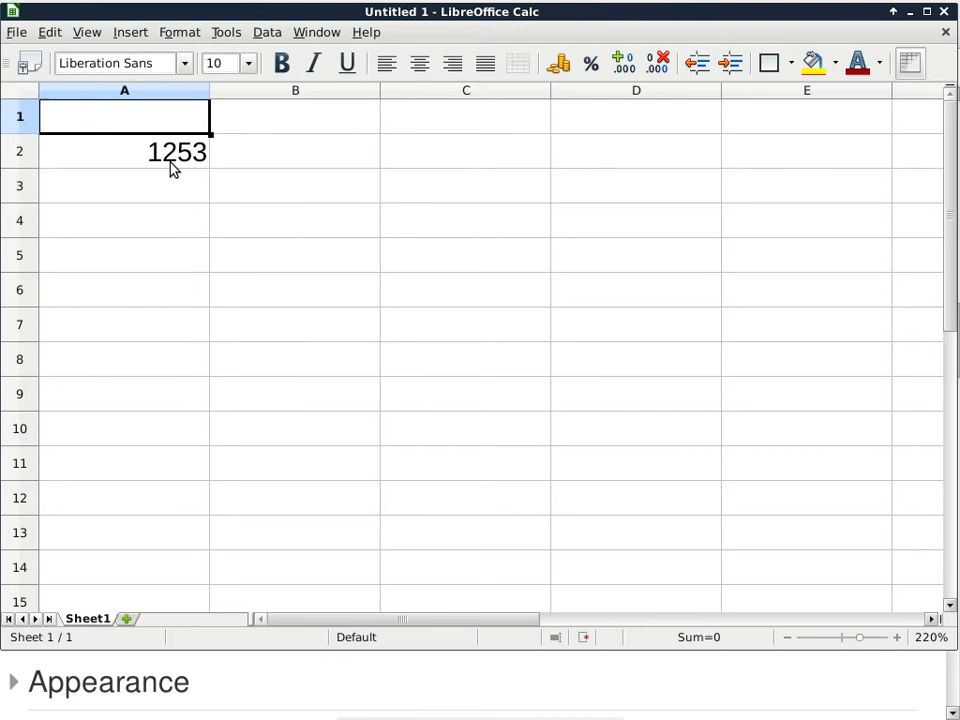 Untitled 1 - LibreOffice Calc
File Edit View Insert Format Tools Data Window Help
Liberation Sans 10 B I U % .000 .000 A
A B C D E
1
2 1253
3
4
5
6
7
8
9
10
11
12
13
14
15
Sheet1
Sheet 1 / 1 Default Sum=0 220%
Appearance